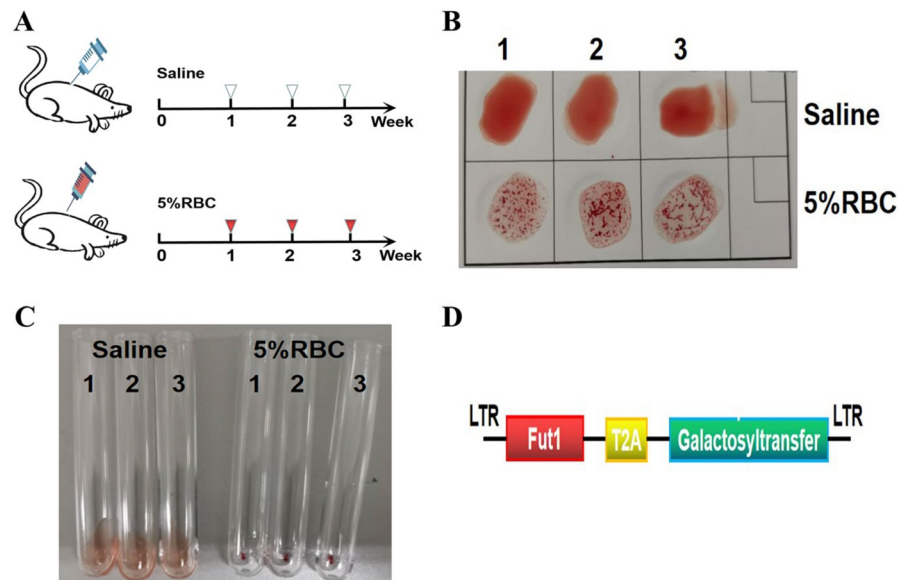 A
Saline
0 1 2 3 Week
5%RBC
0 1 2 3 Week
B
1 2 3
Saline
5%RBC
C
Saline 5%RBC
1 2 3 1 2 3
D
LTR Fut1 T2A Galactosyltransfer LTR